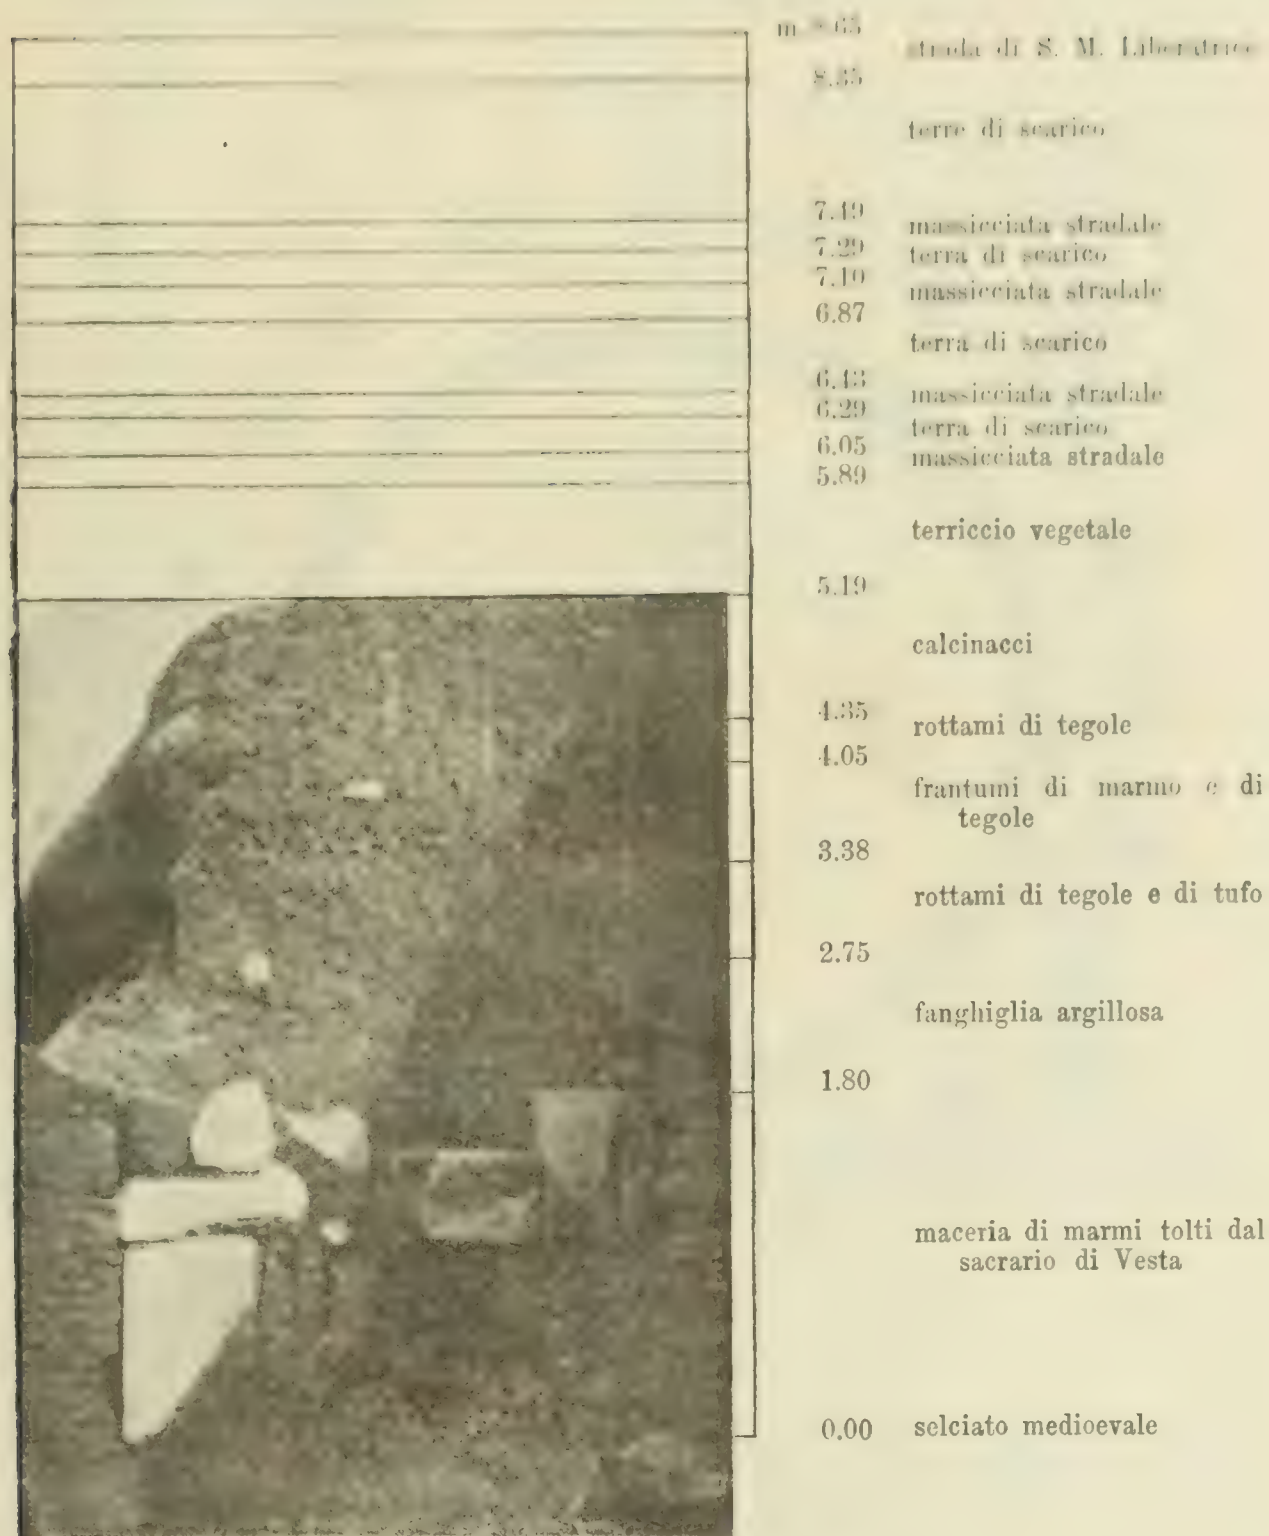 m 8.65
strada di S. M. Liberatrice
8.35
terre di scarico
7.49
massicciata stradale
7.29
terra di scarico
7.10
massicciata stradale
6.87
terra di scarico
6.43
massicciata stradale
6.29
terra di scarico
6.05
massicciata stradale
5.89
terriccio vegetale
5.19
calcinacci
4.35
rottami di tegole
4.05
frantumi di marmo e di
tegole
3.38
rottami di tegole e di tufo
2.75
fanghiglia argillosa
1.80
maceria di marmi tolti dal
sacrario di Vesta
0.00 selciato medioevale